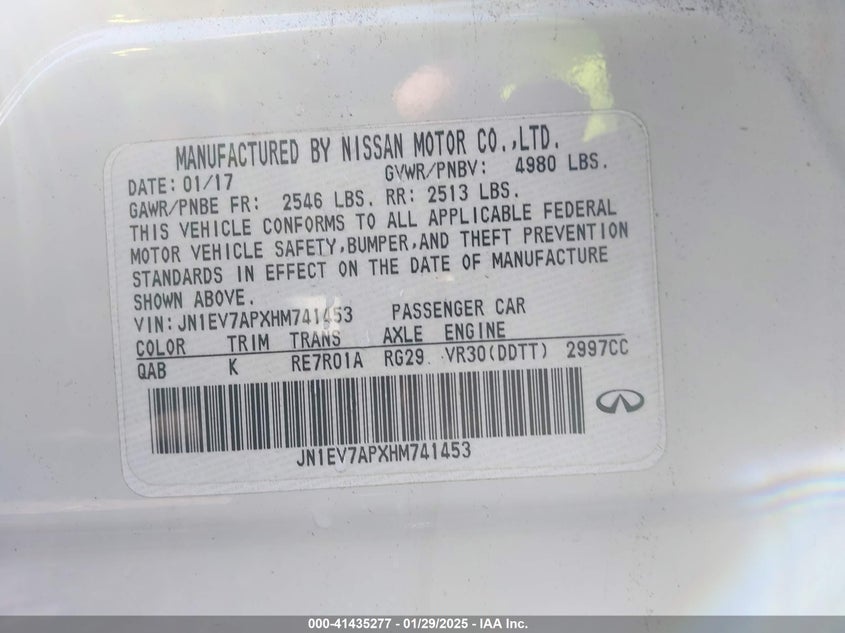 MANUFACTURED BY NISSAN MOTOR CO.,LTD.
DATE: 01/17 GVWR/PNBV: 4980 LBS.
GAWR/PNBE FR: 2546 LBS. RR: 2513 LBS.
THIS VEHICLE CONFORMS TO ALL APPLICABLE FEDERAL
MOTOR VEHICLE SAFETY,BUMPER,AND THEFT PREVENTION
STANDARDS IN EFFECT ON THE DATE OF MANUFACTURE
SHOWN ABOVE.
VIN:JN1EV7APXHM741453 PASSENGER CAR
COLOR TRIM TRANS AXLE ENGINE
QAB K RE7R01A RG29 VR30(DDTT) 2997CC
JN1EV7APXHM741453
000-41435277 - 01/29/2025 - IAA Inc.